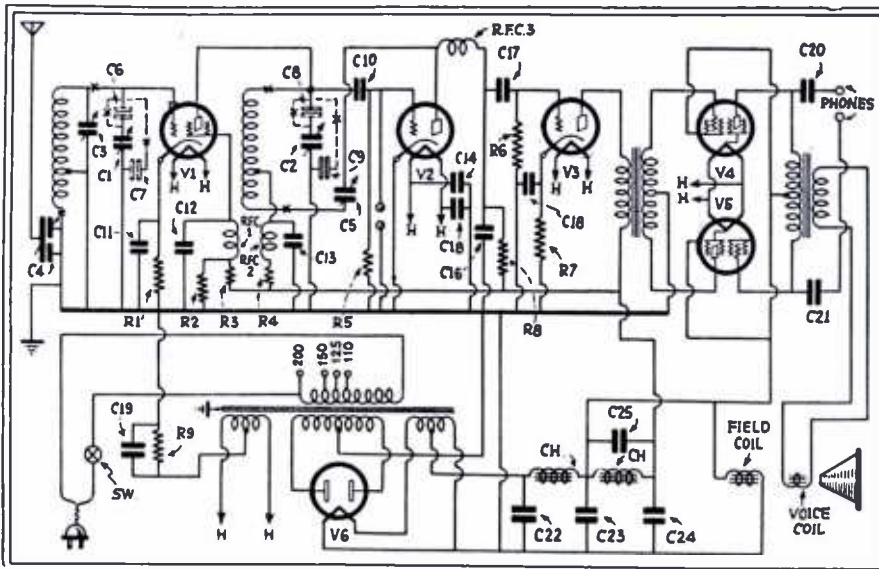 R.F.C.3
C10
C17
C20
C6
C8
PHONES
C3
C1
C7
V1
H
H
C2
C9
C5
V2
H
H
C14
C18
C16
R6
V3
H
H
C18
R7
R8
H
H
V4
V5
C21
C4
C11
C12
RFC 1
RFC 2
C13
R1
R2
R3
R4
R5
200
150
125
110
C19
R9
SW
H
H
V6
C25
CH
CH
C22
C23
C24
FIELD
COIL
VOICE
COIL